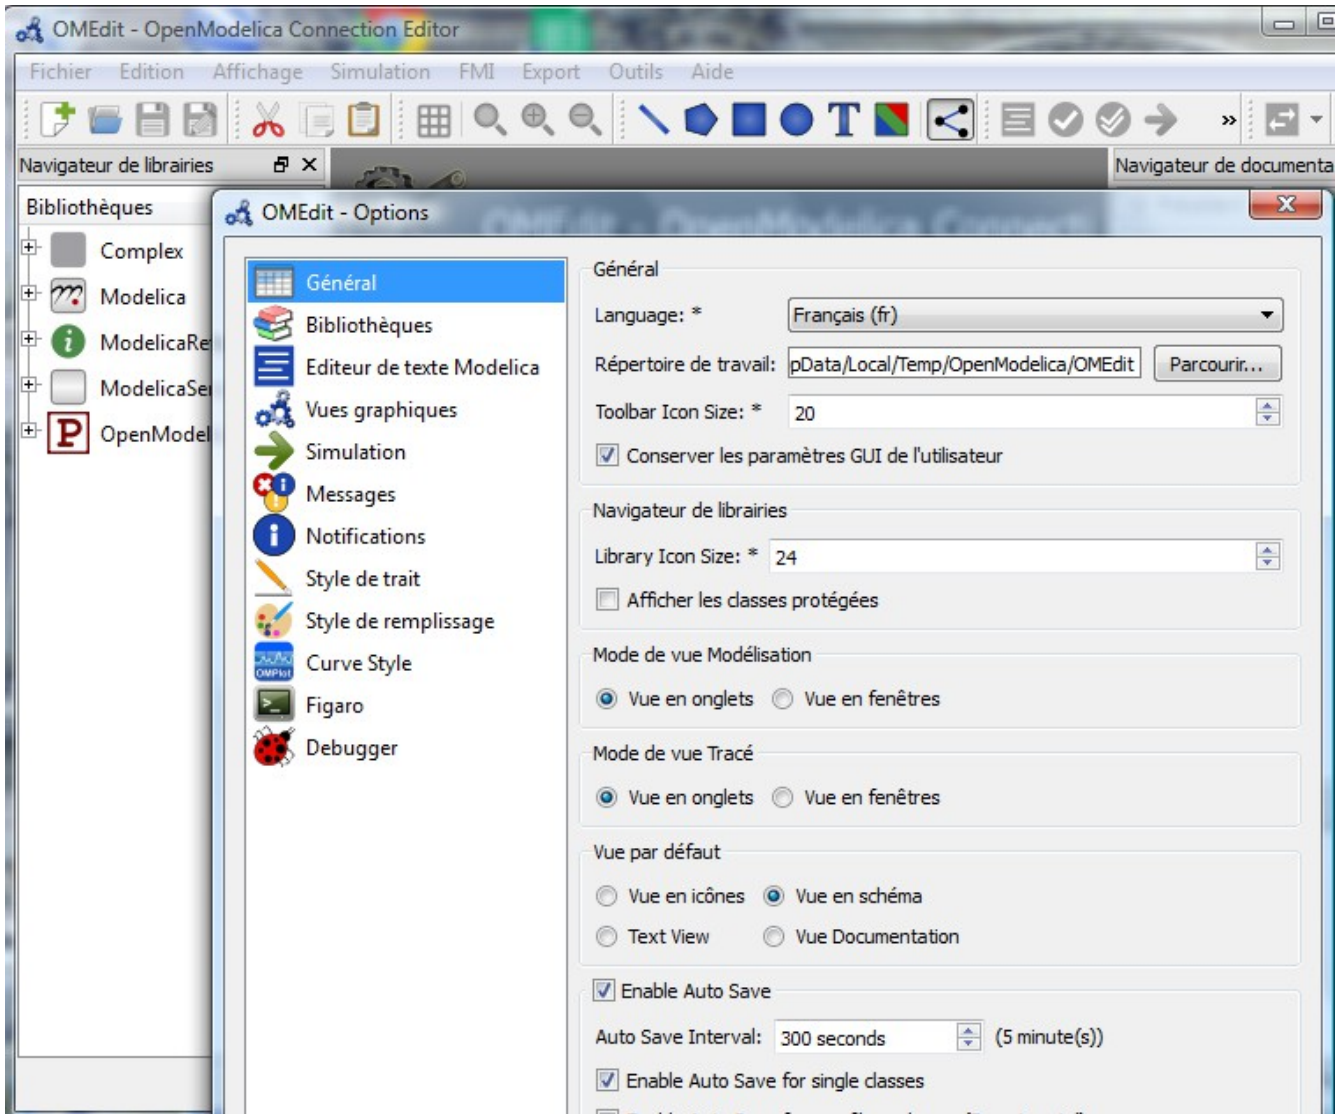 OMEdit - OpenModelica Connection Editor
Fichier Edition Affichage Simulation FMI Export Outils Aide
Navigateur de librairies
Navigateur de documenta
Bibliothèques
Complex
Modelica
ModelicaRe
ModelicaSer
OpenModel
OMEdit - Options
Général
Bibliothèques
Editeur de texte Modelica
Vues graphiques
Simulation
Messages
Notifications
Style de trait
Style de remplissage
Curve Style
Figaro
Debugger
Général
Language: * Français (fr)
Répertoire de travail: pData/Local/Temp/OpenModelica/OMEdit Parcourir...
Toolbar Icon Size: * 20
Conserver les paramètres GUI de l'utilisateur
Navigateur de librairies
Library Icon Size: * 24
Afficher les classes protégées
Mode de vue Modélisation
Vue en onglets Vue en fenêtres
Mode de vue Tracé
Vue en onglets Vue en fenêtres
Vue par défaut
Vue en icônes Vue en schéma
Text View Vue Documentation
Enable Auto Save
Auto Save Interval: 300 seconds (5 minute(s))
Enable Auto Save for single classes